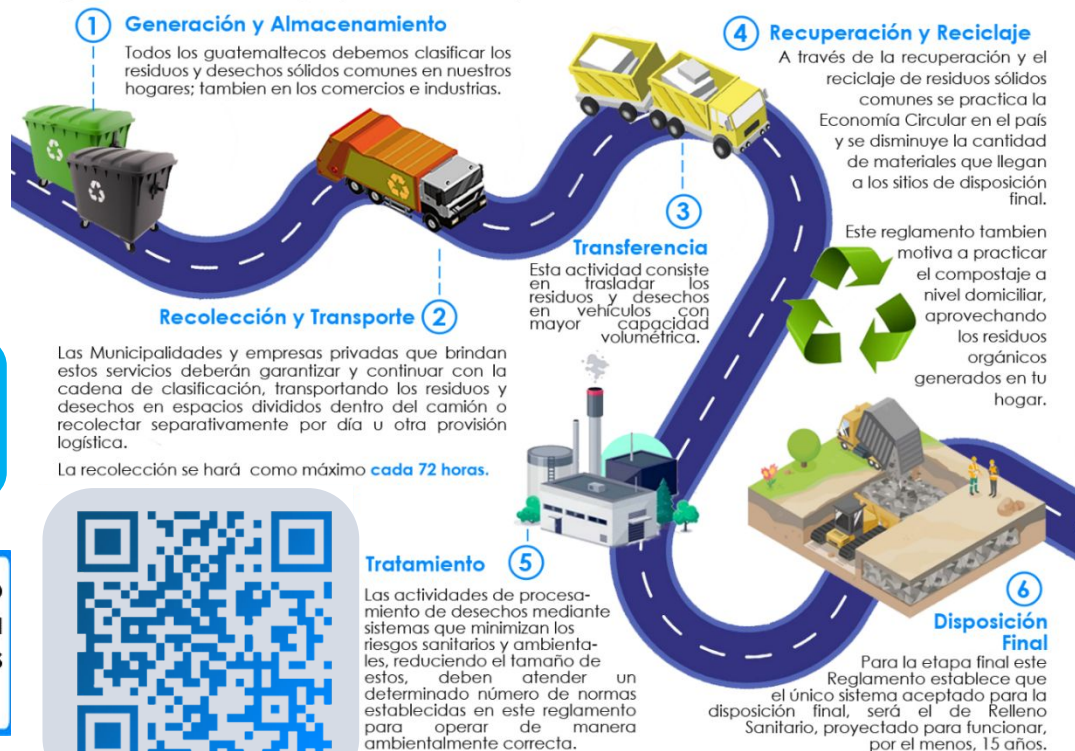 1 Generación y Almacenamiento
Todos los guatemaltecos debemos clasificar los
residuos y desechos sólidos comunes en nuestros
hogares; tambien en los comercios e industrias.
Recolección y Transporte 2
Las Municipalidades y empresas privadas que brindan
estos servicios deberán garantizar y continuar con la
cadena de clasificación, transportando los residuos y
desechos en espacios divididos dentro del camión o
recolectar separativamente por día u otra provisión
logística.
La recolección se hará como máximo cada 72 horas.
3
Transferencia
Esta actividad consiste
en trasladar los
residuos y desechos
en vehículos con
mayor capacidad
volumétrica.
4 Recuperación y Reciclaje
A través de la recuperación y el
reciclaje de residuos sólidos
comunes se practica la
Economía Circular en el país
y se disminuye la cantidad
de materiales que llegan
a los sitios de disposición
final.
Este reglamento tambien
motiva a practicar
el compostaje a
nivel domiciliar,
aprovechando
los residuos
orgánicos
generados en tu
hogar.
Tratamiento 5
Las actividades de procesa-
miento de desechos mediante
sistemas que minimizan los
riesgos sanitarios y ambienta-
les, reduciendo el tamaño de
estos, deben atender un
determinado número de normas
establecidas en este reglamento
para operar de manera
ambientalmente correcta.
6
Disposición
Final
Para la etapa final este
Reglamento establece que
el único sistema aceptado para la
disposición final, será el de Relleno
Sanitario, proyectado para funcionar,
por el menos, 15 años.